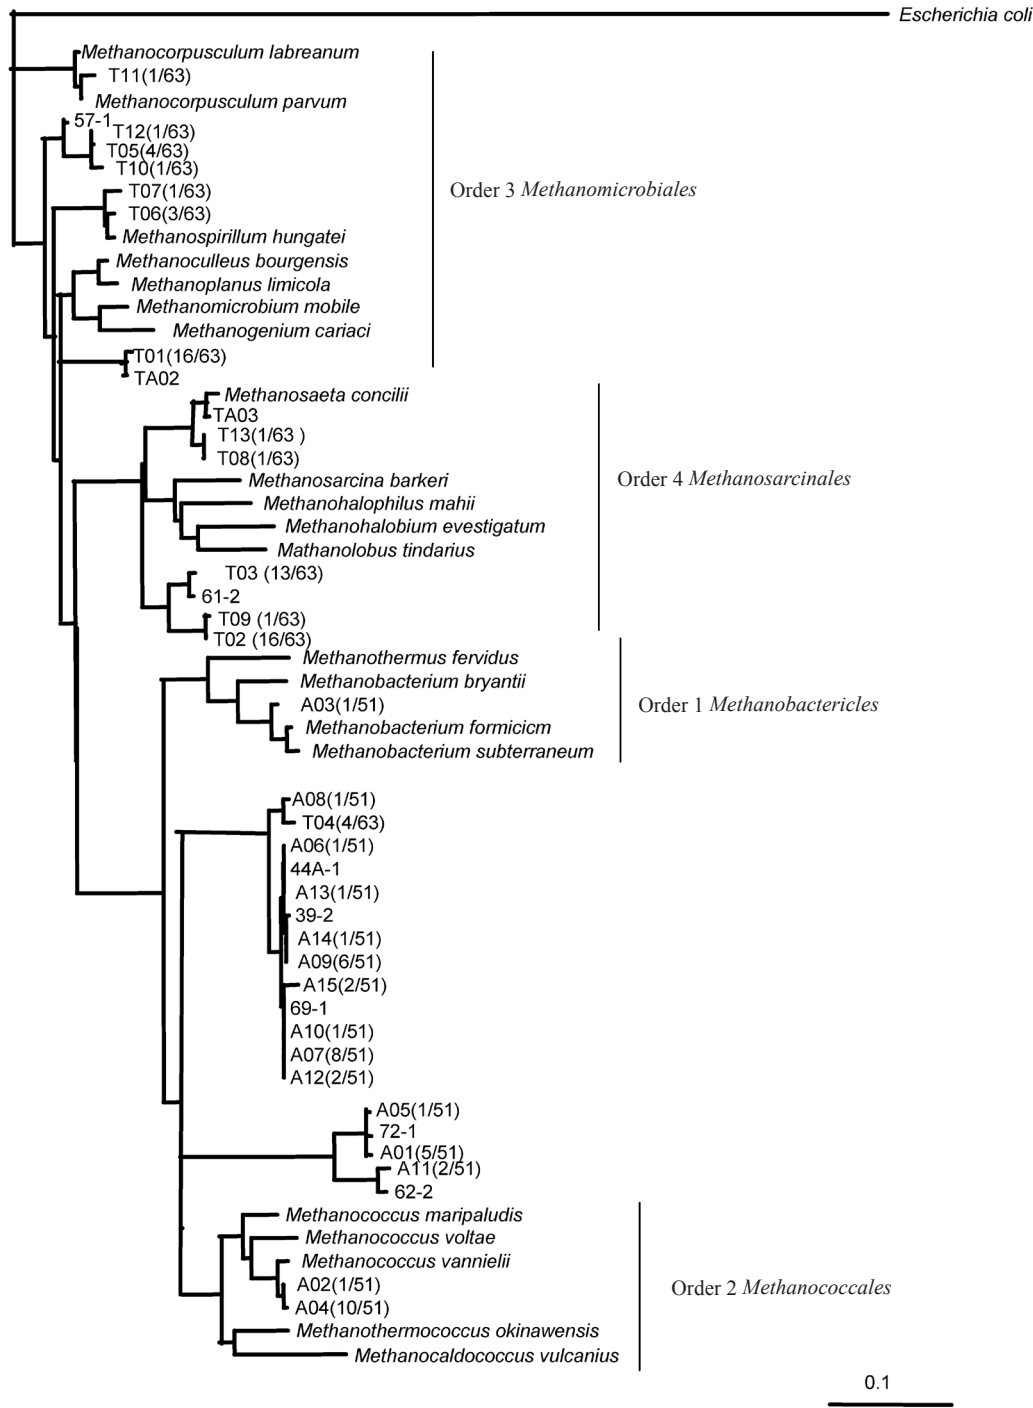 Escherichia coli
Methanocorpusculum labreanum
T11(1/63)
Methanocorpusculum parvum
57-1
T12(1/63)
T05(4/63)
T10(1/63)
T07(1/63)
Order 3 Methanomicrobiales
T06(3/63)
Methanospirillum hungatei
Methanoculleus bourgensis
Methanoplanus limicola
Methanomicrobium mobile
Methanogenium cariaci
T01(16/63)
TA02
Methanosaeta concilii
TA03
T13(1/63 )
T08(1/63)
Methanosarcina barkeri
Order 4 Methanosarcinales
Methanohalophilus mahii
Methanohalobium evestigatum
Mathanolobus tindarius
T03 (13/63)
61-2
T09 (1/63)
T02 (16/63)
Methanothermus fervidus
Methanobacterium bryantii
A03(1/51)
Order 1 Methanobactericles
Methanobacterium formicicm
Methanobacterium subterraneum
A08(1/51)
T04(4/63)
A06(1/51)
44A-1
A13(1/51)
39-2
A14(1/51)
A09(6/51)
A15(2/51)
69-1
A10(1/51)
A07(8/51)
A12(2/51)
A05(1/51)
72-1
A01(5/51)
A11(2/51)
62-2
Methanococcus maripaludis
Methanococcus voltae
Methanococcus vannielii
A02(1/51)
Order 2 Methanococcales
A04(10/51)
Methanothermococcus okinawensis
Methanocaldococcus vulcanius
0.1